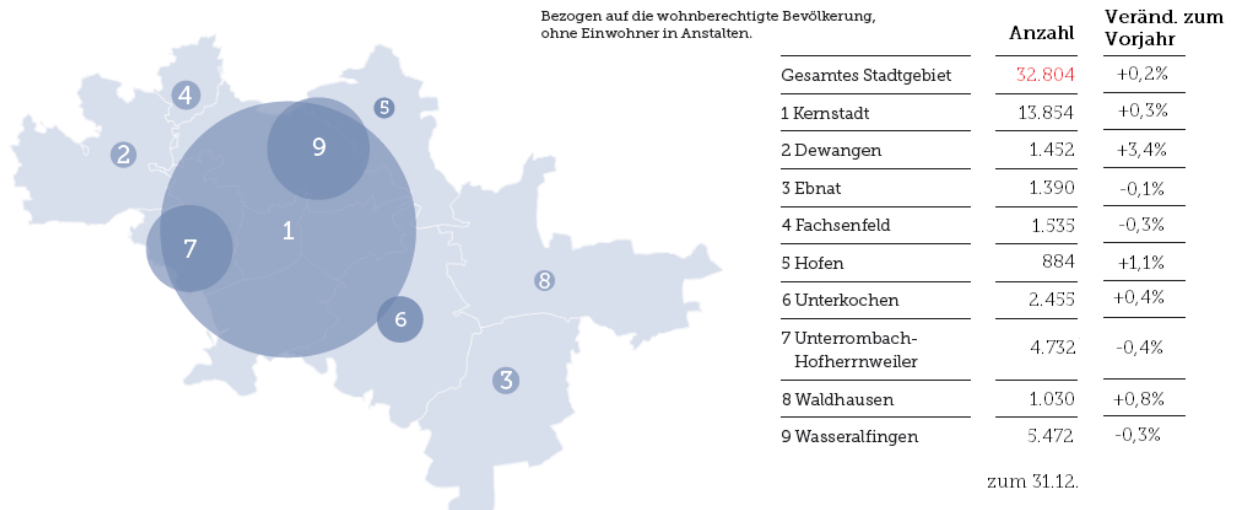 Bezogen auf die wohnberechtigte Bevölkerung,
ohne Einwohner in Anstalten.
Anzahl
Veränd. zum
Vorjahr
Gesamtes Stadtgebiet 32.804 +0,2%
1 Kernstadt 13.854 +0,3%
2 Dewangen 1.452 +3,4%
3 Ebnat 1.390 -0,1%
4 Fachsenfeld 1.535 -0,3%
5 Hofen 884 +1,1%
6 Unterkochen 2.455 +0,4%
7 Unterrombach-
Hofherrnweiler 4.732 -0,4%
8 Waldhausen 1.030 +0,8%
9 Wasseralfingen 5.472 -0,3%
zum 31.12.
4
5
9
2
1
7
8
6
3